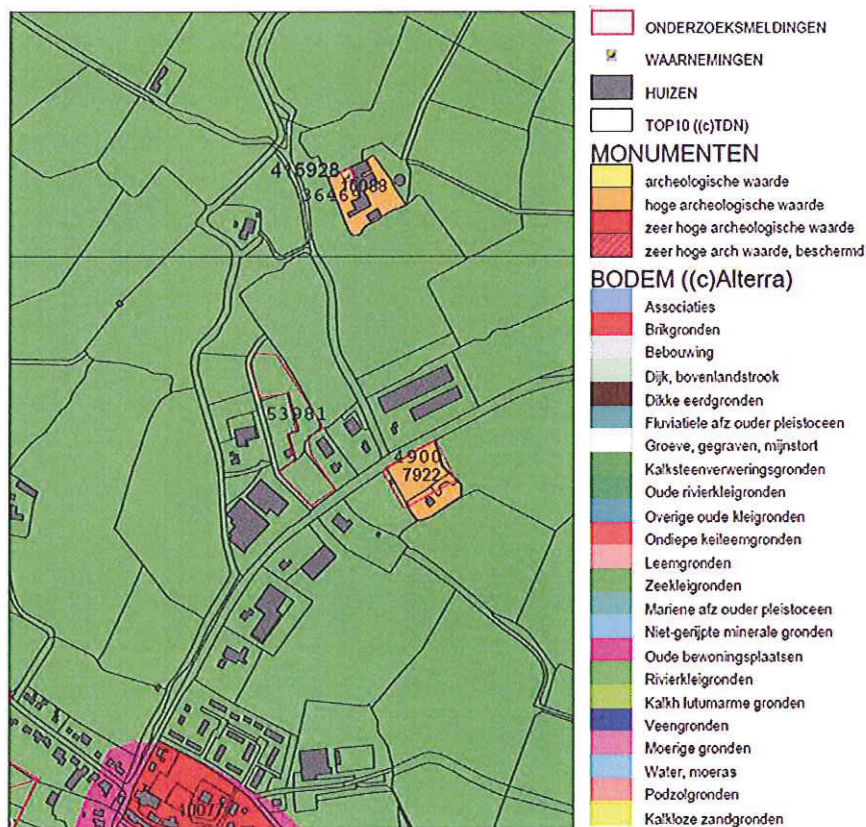 415928
10088
36469
53981
4900
7922
ONDERZOEKSMELDINGEN
WAARNEMINGEN
HUIZEN
TOP10 ((c)TDN)
MONUMENTEN
archeologische waarde
hoge archeologische waarde
zeer hoge archeologische waarde
zeer hoge arch waarde, beschermd
BODEM ((c)Alterra)
Associaties
Brikgronden
Bebouwing
Dijk, bovenlandstrook
Dikke eerdgronden
Fluviatiele afz ouder pleistoceen
Groeve, gegraven, mijnstort
Kalksteenverweringsgronden
Oude rivierkleigronden
Overige oude kleigronden
Ondiepe keileemgronden
Leemgronden
Zeekleigronden
Mariene afz ouder pleistoceen
Niet-gerijpte minerale gronden
Oude bewoningsplaatsen
Rivierkleigronden
Kalkh lutumarme gronden
Veengronden
Moerige gronden
Water, moeras
Podzolgronden
Kalkloze zandgronden